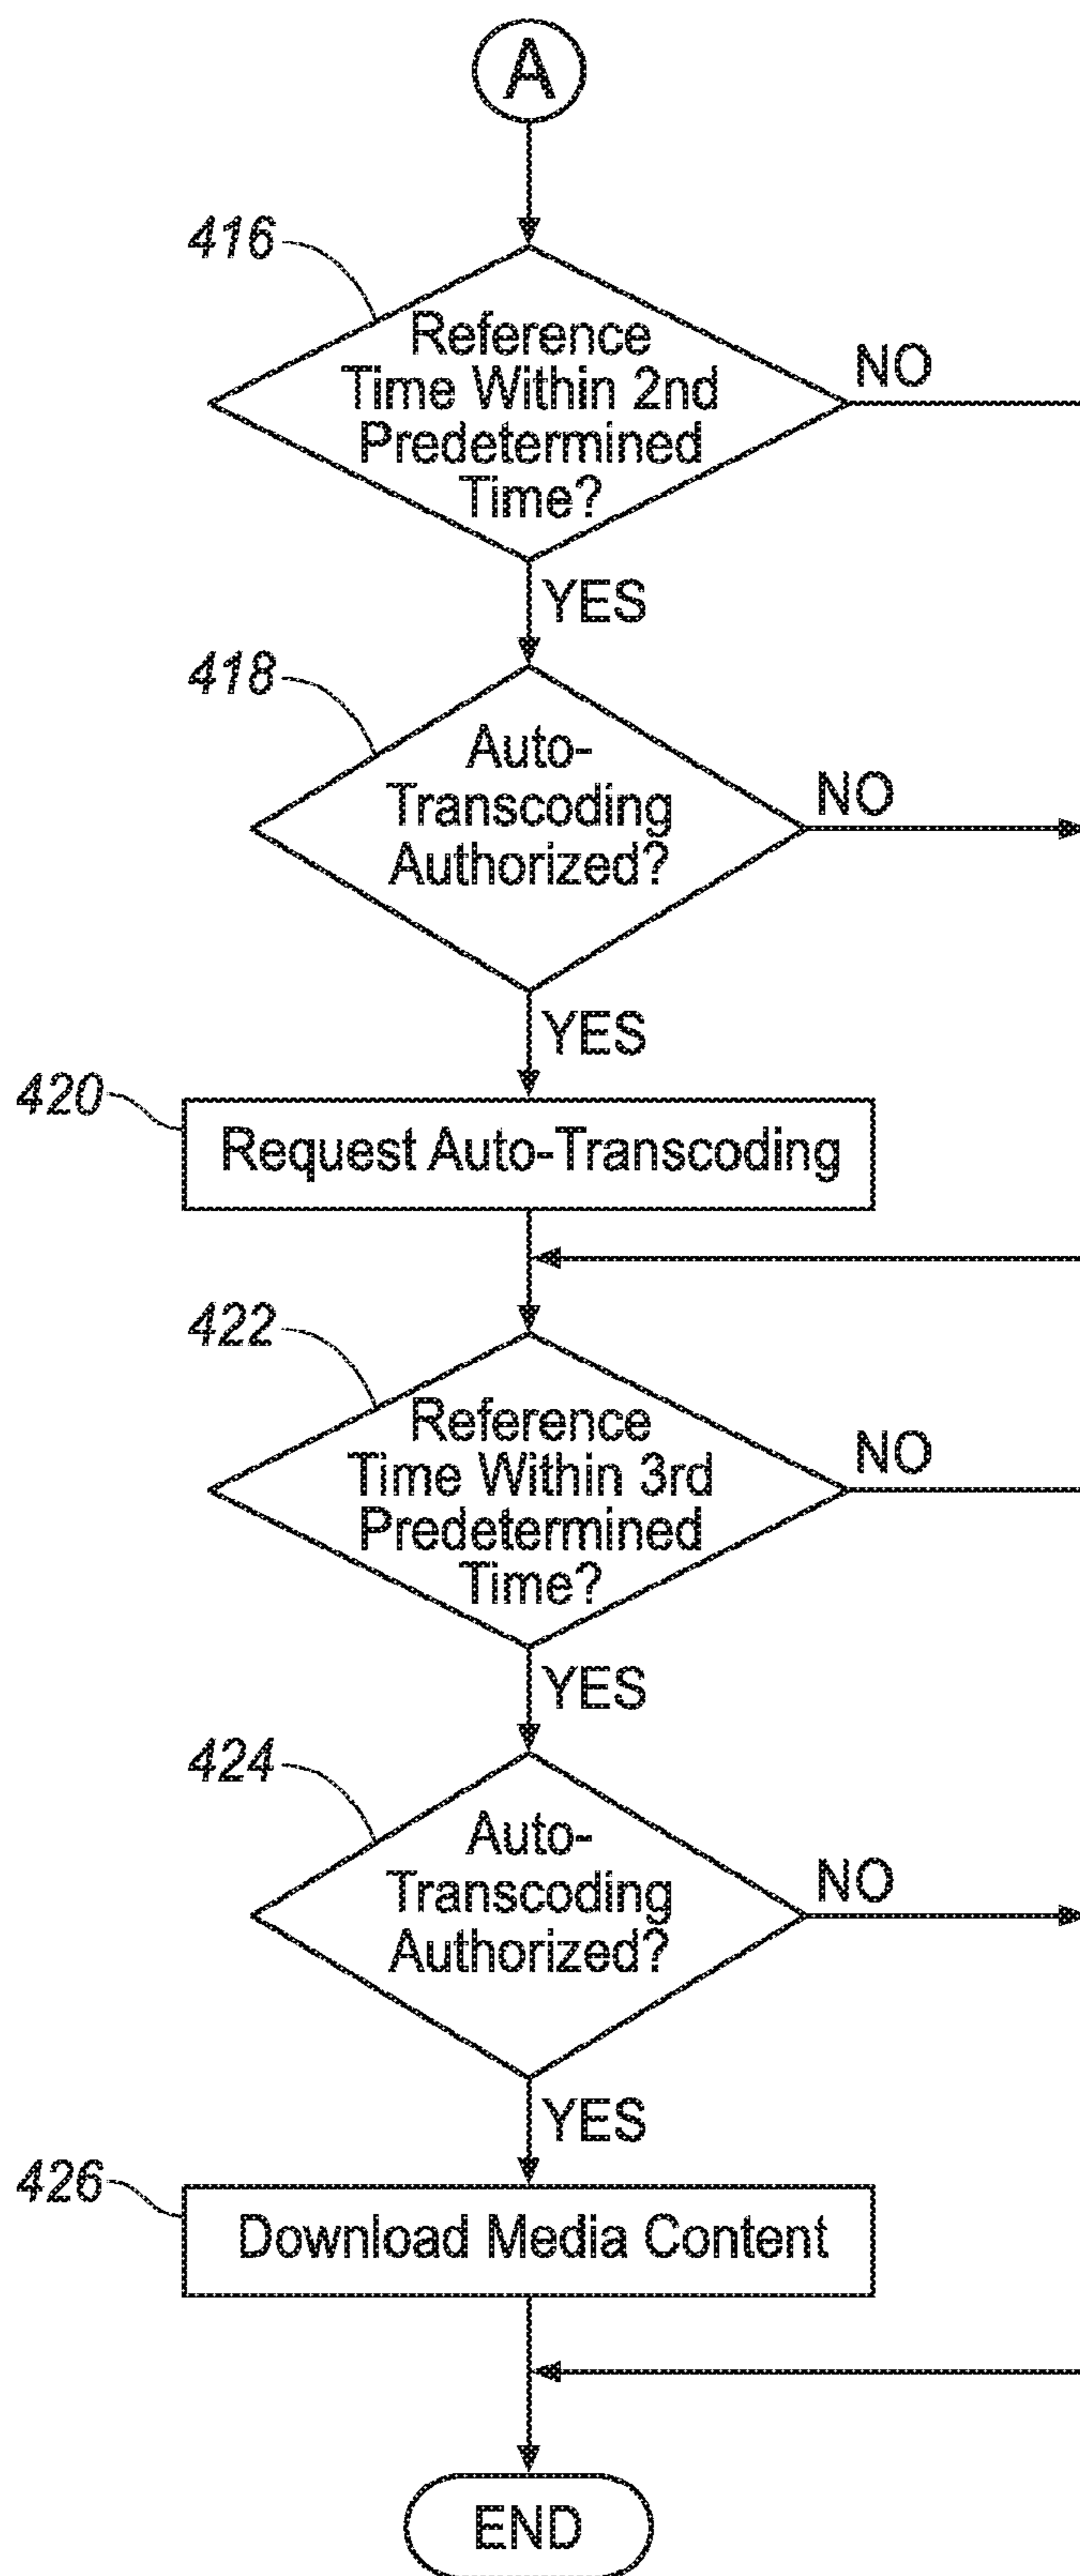 A
416
Reference
Time Within 2nd
Predetermined
Time?
NO
YES
418
Auto-
Transcoding
Authorized?
NO
YES
420
Request Auto-Transcoding
422
Reference
Time Within 3rd
Predetermined
Time?
NO
YES
424
Auto-
Transcoding
Authorized?
NO
YES
426
Download Media Content
END